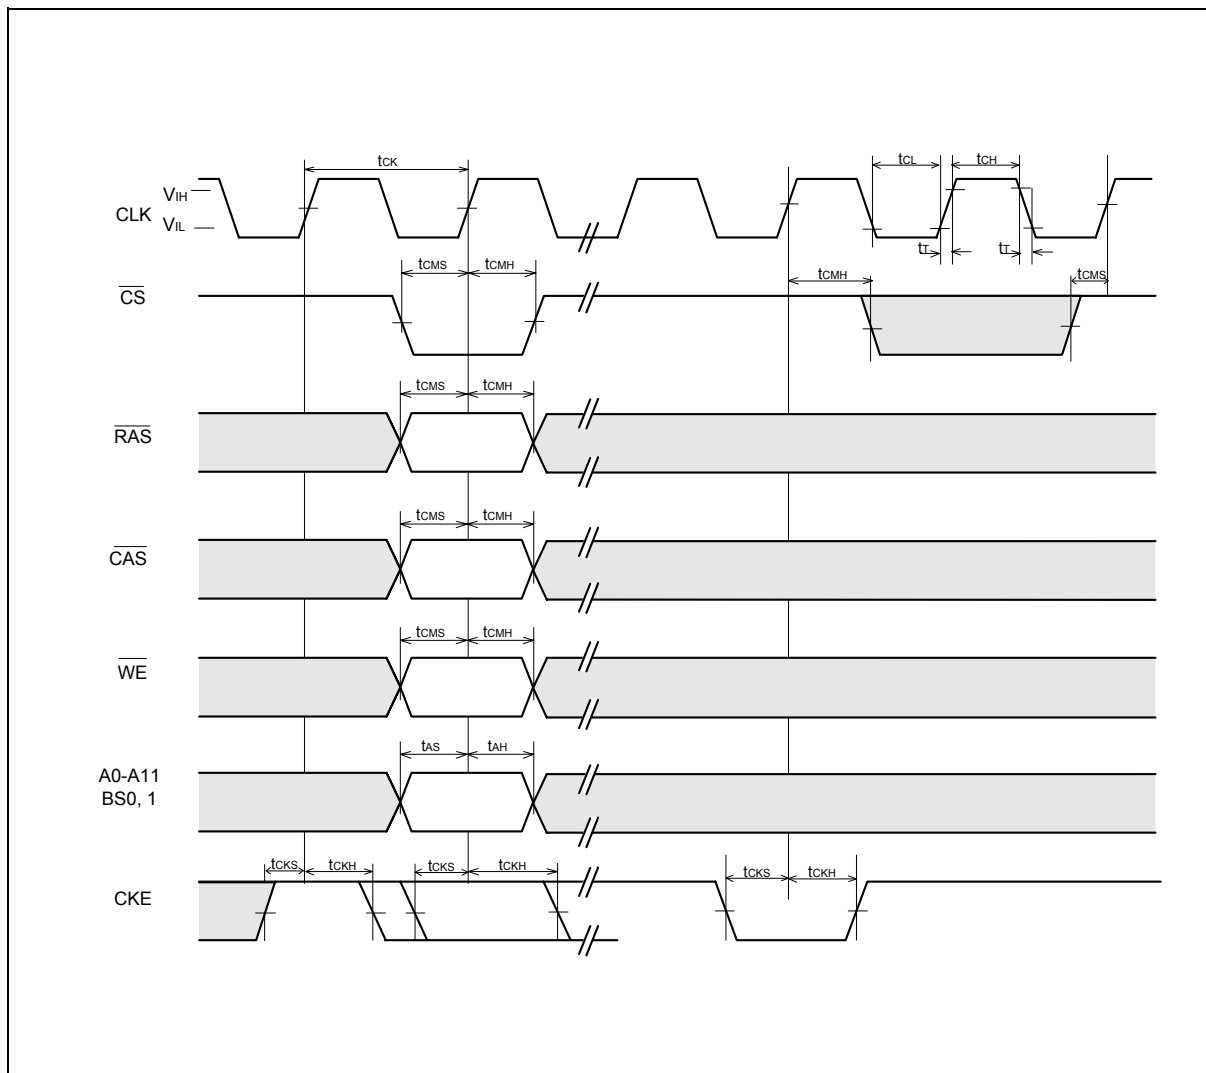 tCK
tCL
tCH
VIH
CLK
VIL
tT
tT
tCMS
tCMH
tCMH
tCMS
CS
tCMS
tCMH
RAS
tCMS
tCMH
CAS
tCMS
tCMH
WE
tAS
tAH
A0-A11
BS0, 1
tCKS
tCKH
tCKS
tCKH
tCKS
tCKH
CKE